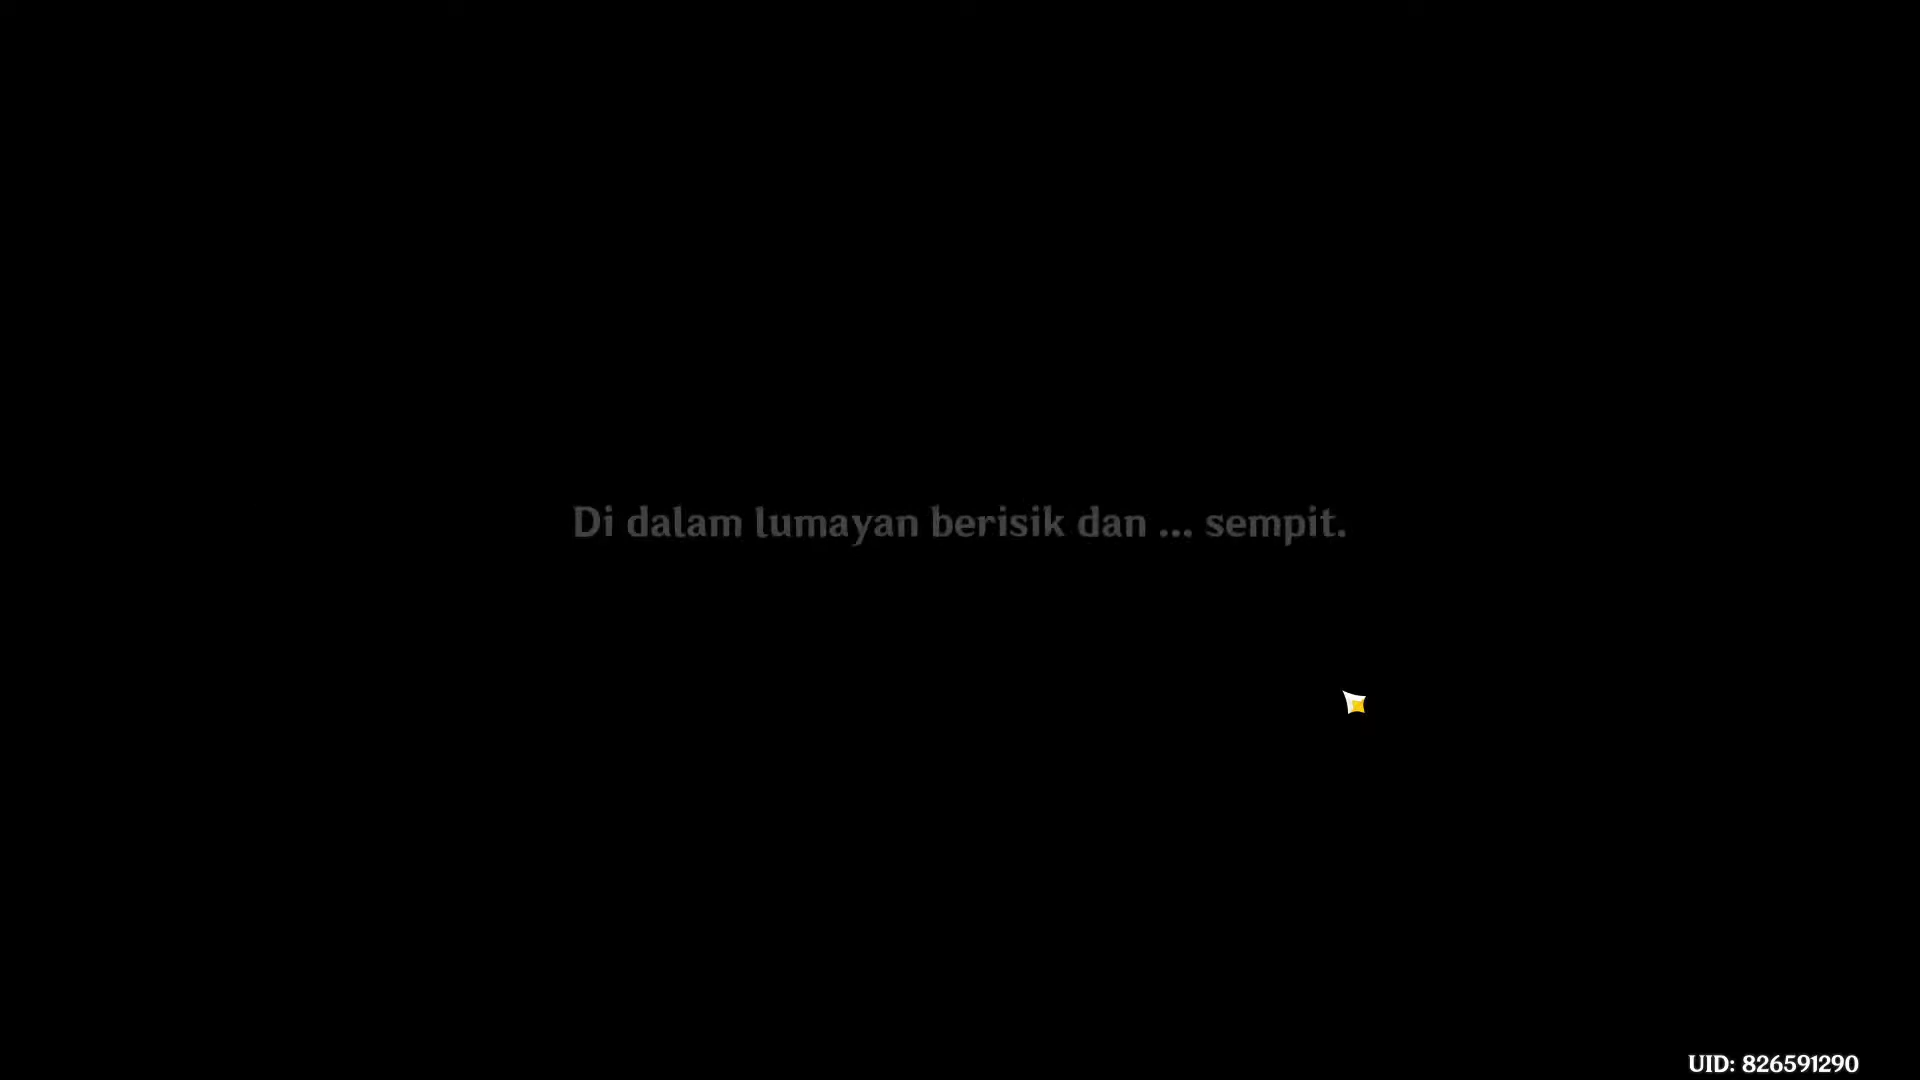 Di dalam lumayan berisik dan ... sempit.
UID: 826591290